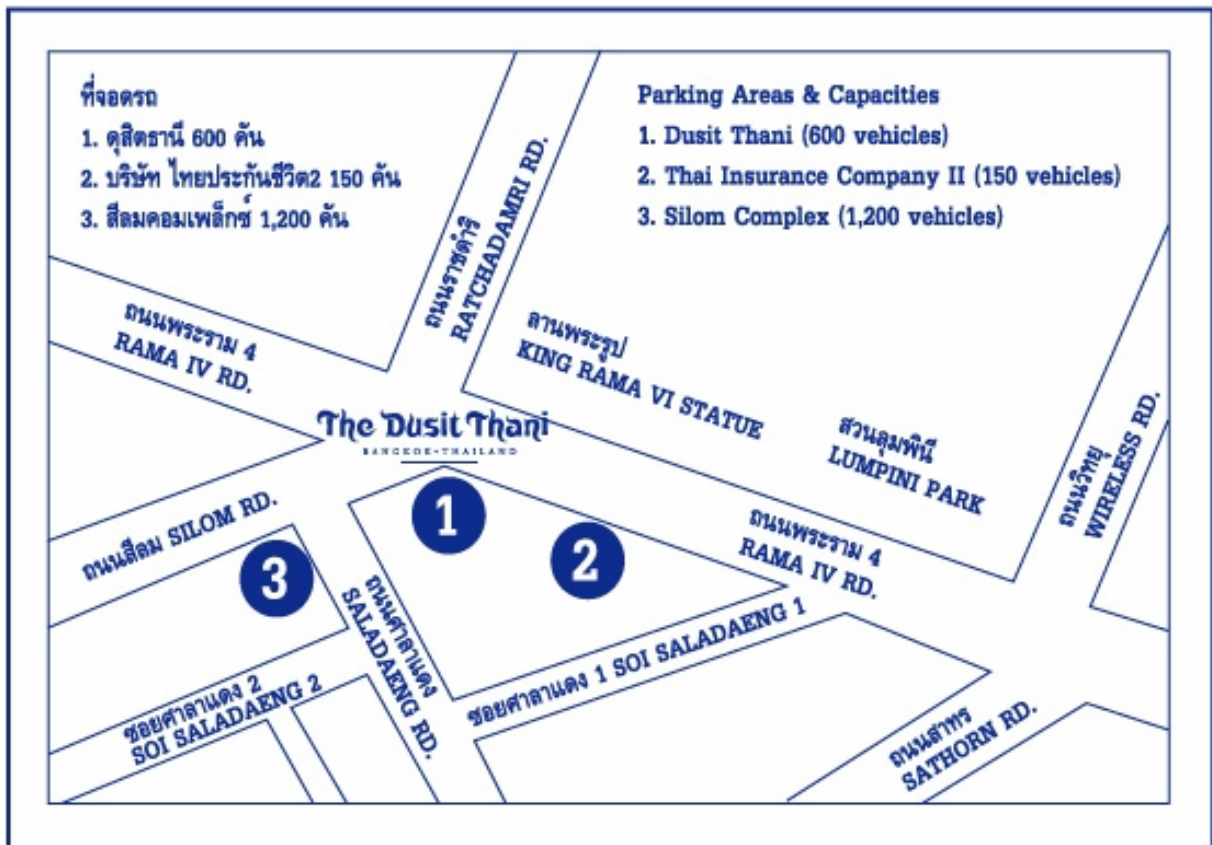 ที่จอดรถ
1. ดุสิตธานี 600 คัน
2. บริษัท ไทยประกันชีวิต2 150 คัน
3. สีลมคอมเพล็กซ์ 1,200 คัน
Parking Areas & Capacities
1. Dusit Thani (600 vehicles)
2. Thai Insurance Company II (150 vehicles)
3. Silom Complex (1,200 vehicles)
ถนนราชดำริ
RATCHADAMRI RD.
ถนนพระราม 4
RAMA IV RD.
ลานพระรูป
KING RAMA VI STATUE
สวนลุมพินี
LUMPINI PARK
ถนนวิทยุ
WIRELESS RD.
The Dusit Thani
BANGKOK•THAILAND
1
2
3
ถนนสีลม SILOM RD.
ถนนพระราม 4
RAMA IV RD.
ถนนศาลาแดง
SALADAENG RD.
ซอยศาลาแดง 1 SOI SALADAENG 1
ซอยศาลาแดง 2
SOI SALADAENG 2
ถนนสาทร
SATHORN RD.